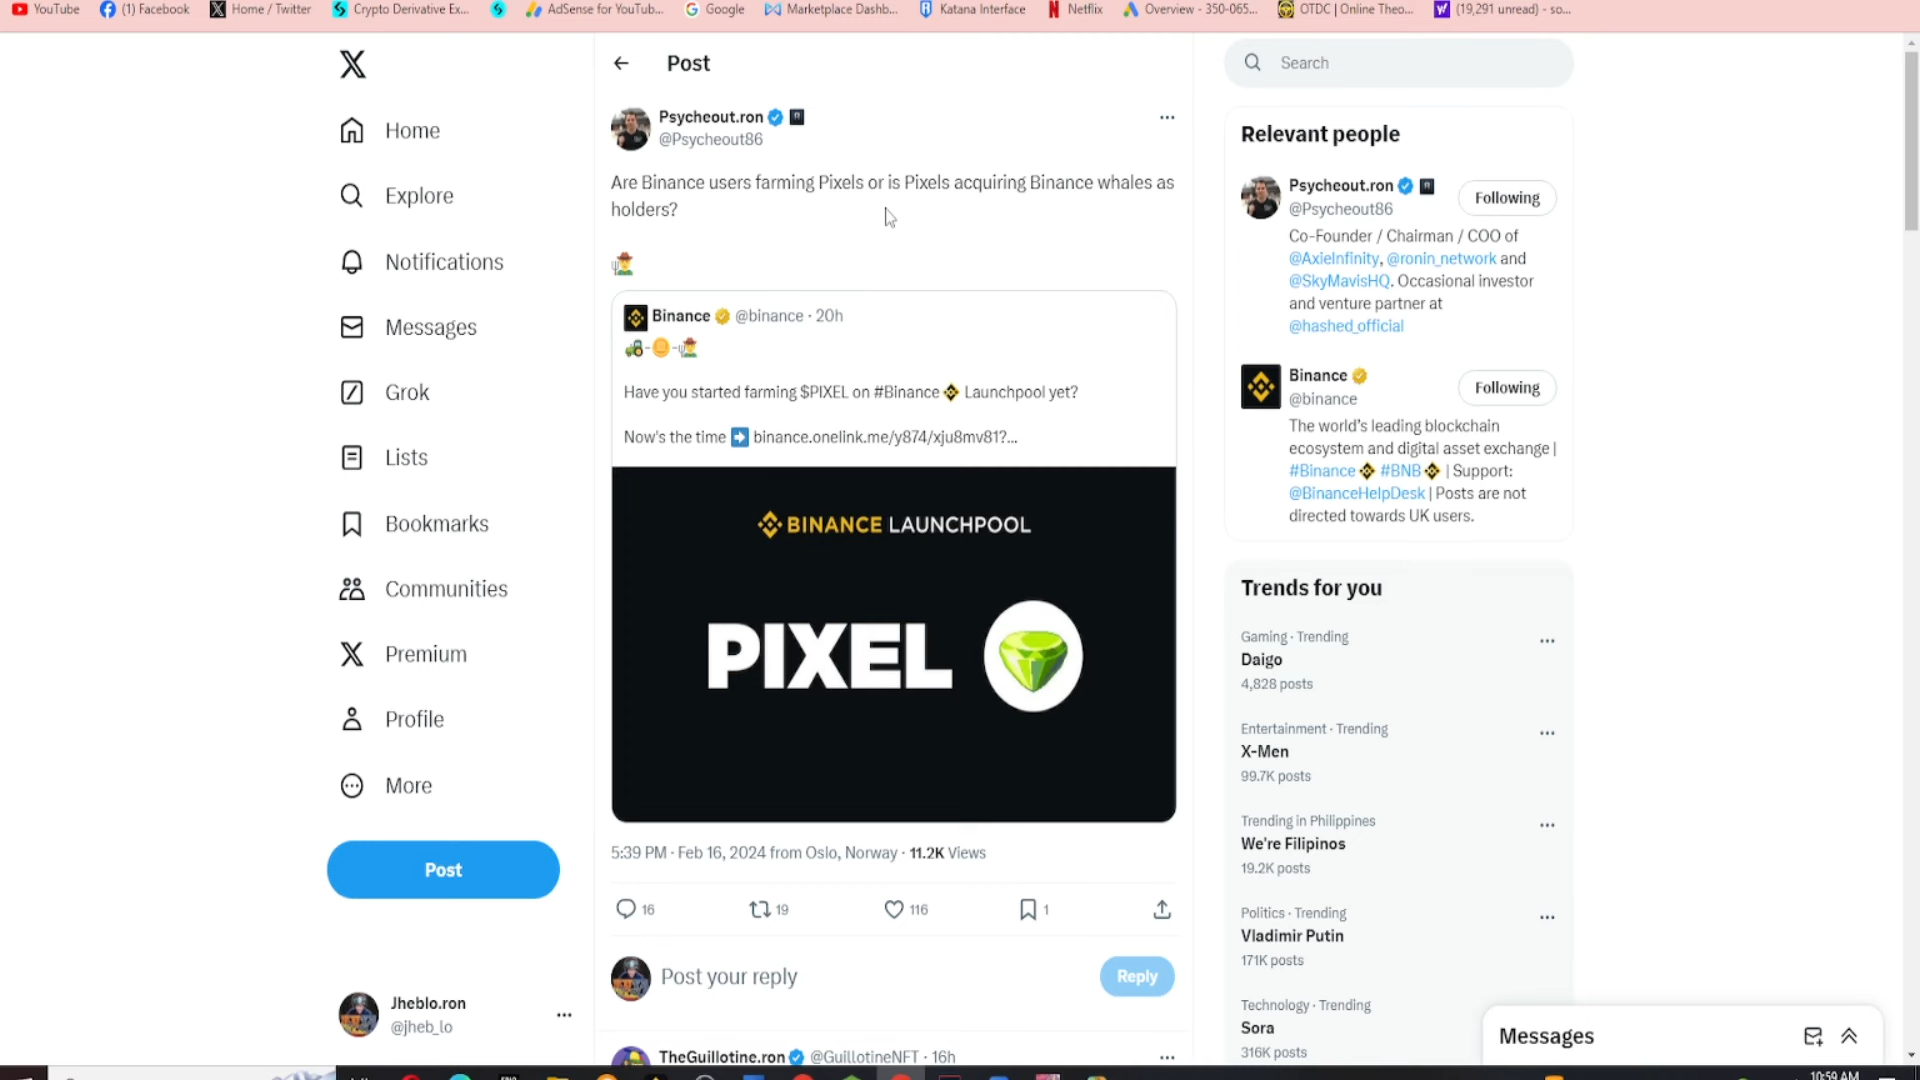 YouTube
(1) Facebook
Home / Twitter
Crypto Derivative Ex...
AdSense for YouTub...
Google
Marketplace Dashb...
Katana Interface
Netflix
Overview - 350-065...
OTDC | Online Theo...
(19,291 unread) - so...
Home
Explore
Notifications
Messages
Grok
Lists
Bookmarks
Communities
Premium
Profile
More
Post
Jheblo.ron
@jheb_lo
Post
Psycheout.ron
@Psycheout86
Are Binance users farming Pixels or is Pixels acquiring Binance whales as
holders?
Binance @binance · 20h
Have you started farming $PIXEL on #Binance Launchpool yet?
Now's the time binance.onelink.me/y874/xju8mv81?...
BINANCE LAUNCHPOOL
PIXEL
5:39 PM · Feb 16, 2024 from Oslo, Norway · 11.2K Views
16
19
116
1
Post your reply
Reply
TheGuillotine.ron @GuillotineNFT · 16h
Search
Relevant people
Psycheout.ron
@Psycheout86
Following
Co-Founder / Chairman / COO of
@AxieInfinity, @ronin_network and
@SkyMavisHQ. Occasional investor
and venture partner at
@hashed_official
Binance
@binance
Following
The world's leading blockchain
ecosystem and digital asset exchange |
#Binance #BNB | Support:
@BinanceHelpDesk | Posts are not
directed towards UK users.
Trends for you
Gaming · Trending
Daigo
4,828 posts
Entertainment · Trending
X-Men
99.7K posts
Trending in Philippines
We're Filipinos
19.2K posts
Politics · Trending
Vladimir Putin
171K posts
Technology · Trending
Sora
316K posts
Messages
10:59 AM